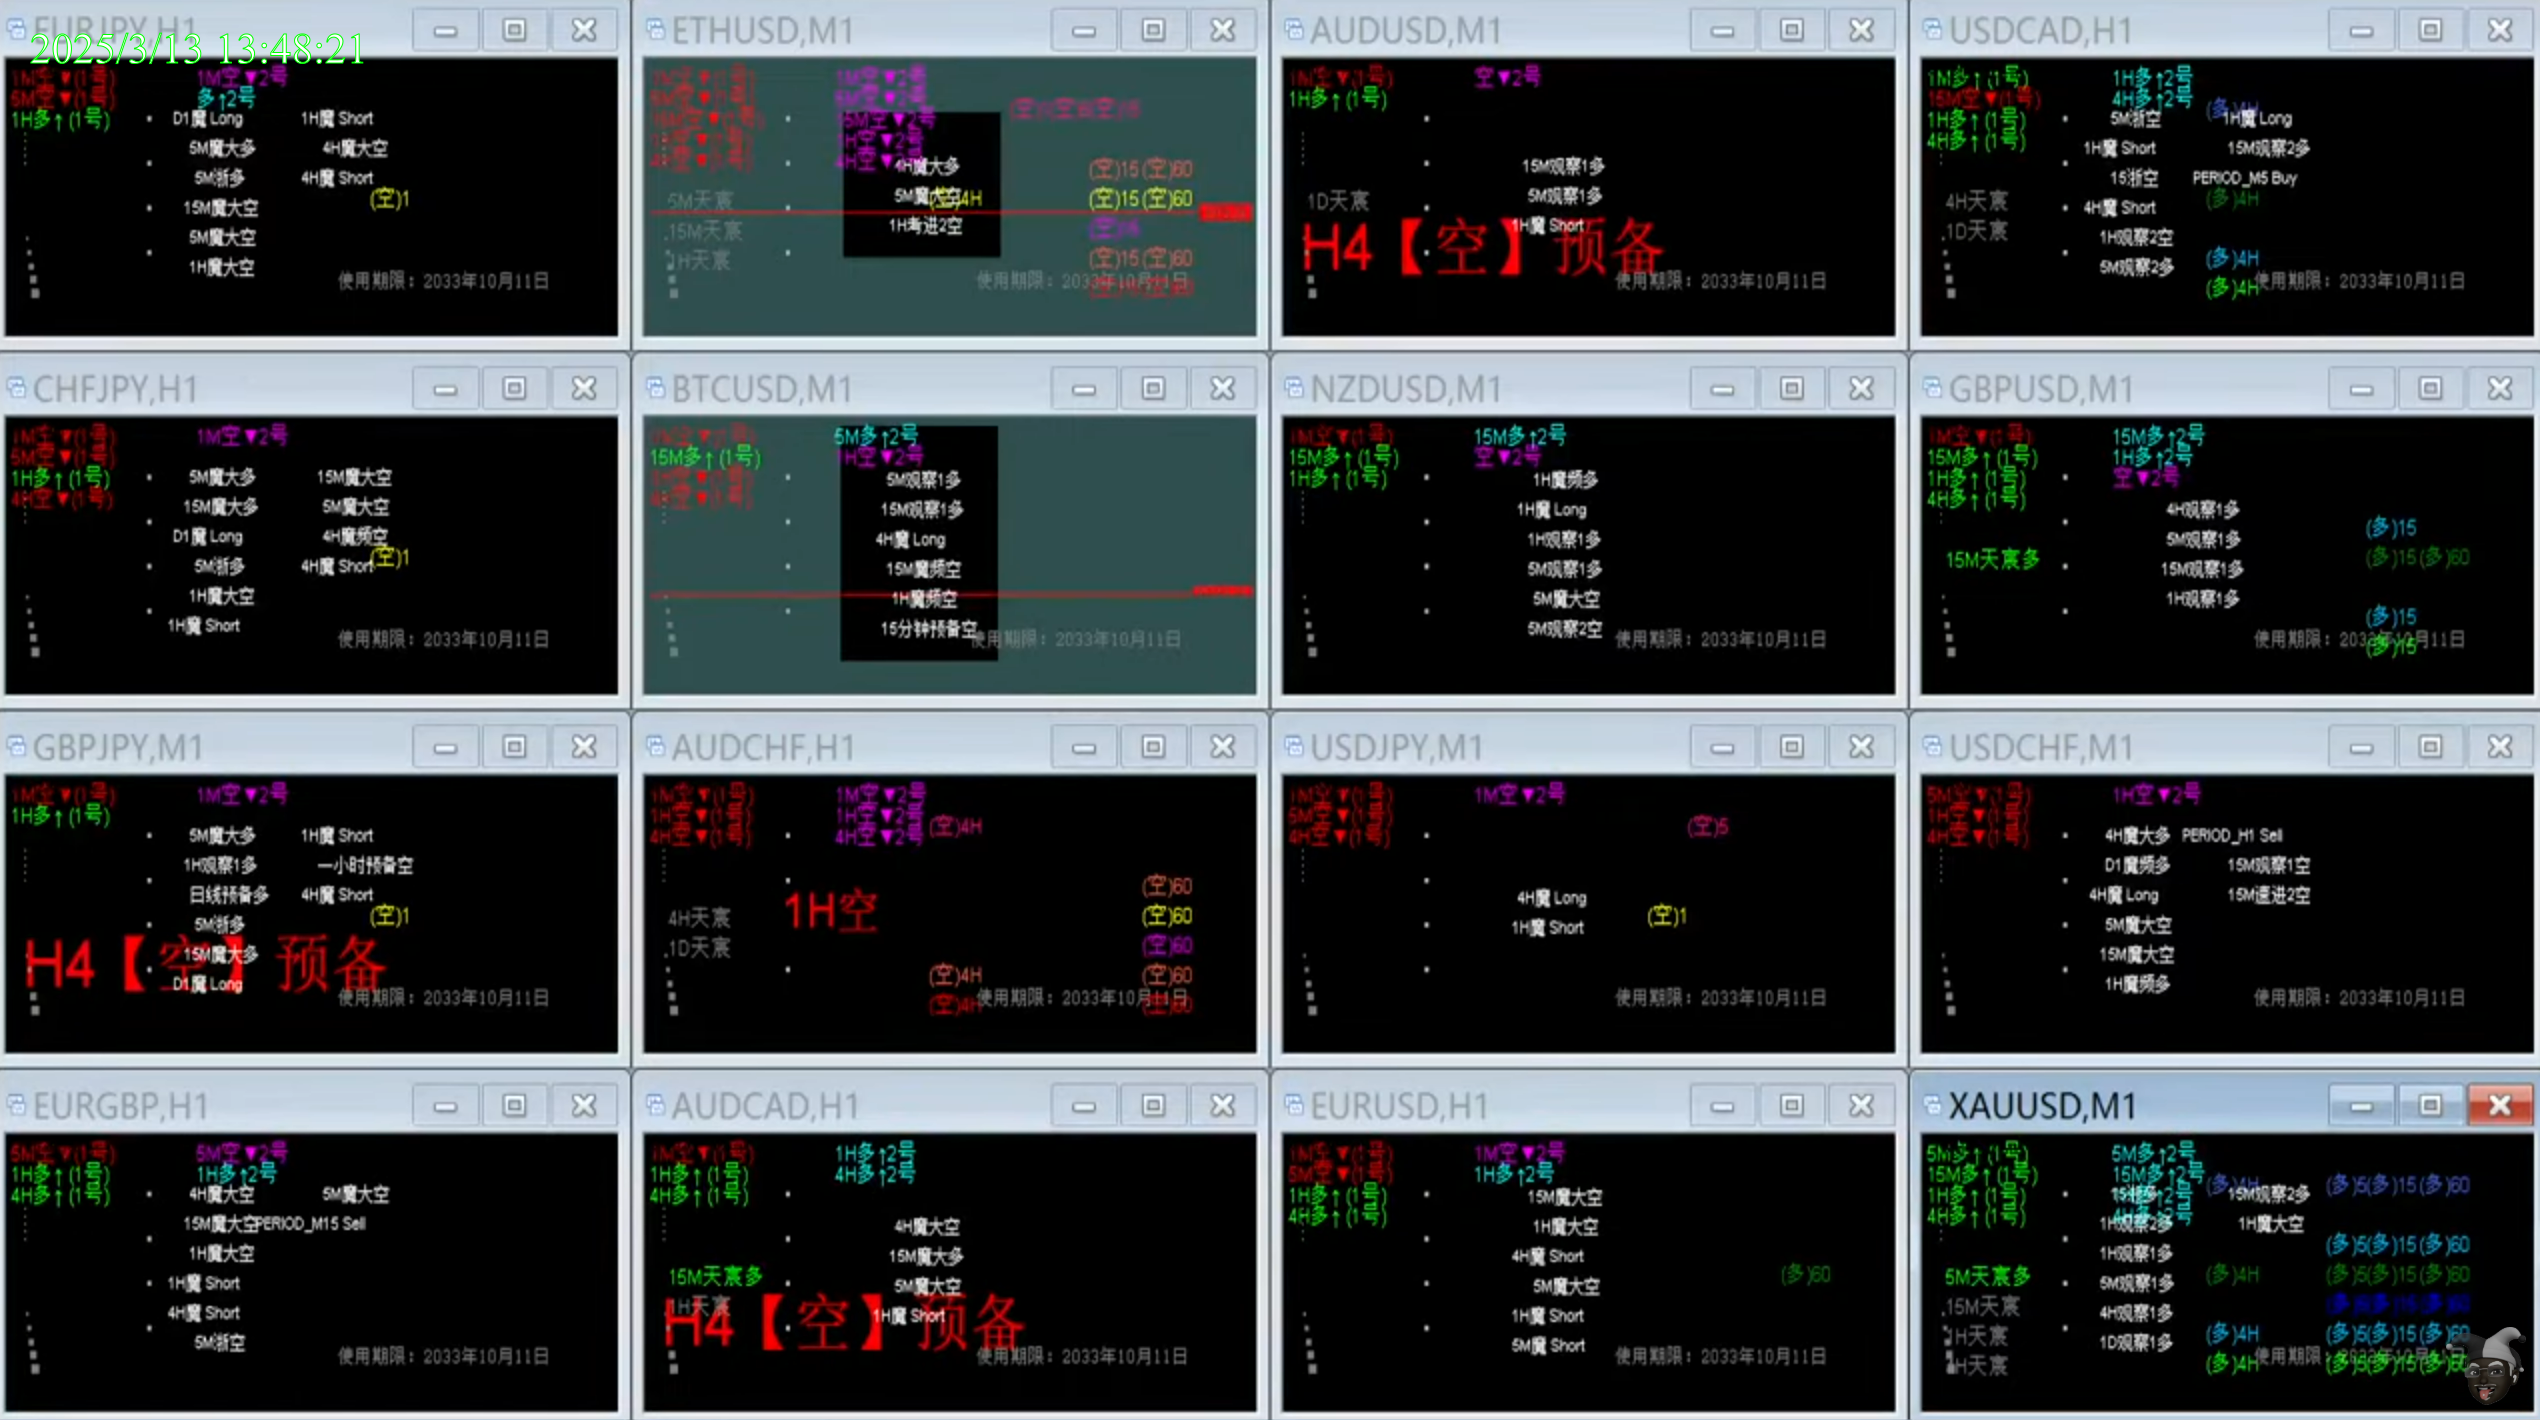 EURJPY,H1
2025/3/13 13:48:21
1M空▼(1号)
5M空▼(1号)
1H多↑(1号)
1M空▼2号
多↑2号
D1魔 Long 1H魔 Short
5M魔大多 4H魔大空
5M浙多 4H魔 Short
(空)1
15M魔大空
5M魔大空
1H魔大空
使用期限：2033年10月11日
ETHUSD,M1
1M空▼2号
5M空▼2号
15M空▼2号
1H空▼2号
4H空▼2号
4H魔大多
(空)15(空)60
5M天宸
5M魔大空
(空)4H
(空)15(空)60
1H考进2空
15M天宸
1H天宸
(空)15(空)60
使用期限：2033年10月11日
AUDUSD,M1
1M空▼(1号)
1H多↑(1号)
空▼2号
15M观察1多
5M观察1多
1D天宸
1H魔 Short
H4【空】预备
使用期限：2033年10月11日
USDCAD,H1
1M多↑(1号)
15M空▼(1号)
1H多↑(1号)
4H多↑(1号)
1H多↑2号
4H多↑2号
(多)4H
5M浙空 1H魔 Long
1H魔 Short 15M观察2多
15浙空 PERIOD_M5 Buy
4H天宸
(多)4H
4H魔 Short
1D天宸
1H观察2空
(多)4H
5M观察2多
(多)4H
使用期限：2033年10月11日
CHFJPY,H1
1M空▼(1号)
5M空▼(1号)
1H多↑(1号)
4H空▼(1号)
1M空▼2号
5M魔大多 15M魔大空
15M魔大多 5M魔大空
D1魔 Long 4H魔频空
5M浙多 4H魔 Short
(空)1
1H魔大空
1H魔 Short
使用期限：2033年10月11日
BTCUSD,M1
15M多↑(1号)
5M多↑2号
1H空▼2号
5M观察1多
15M观察1多
4H魔 Long
15M魔频空
1H魔频空
15分钟预备空
使用期限：2033年10月11日
NZDUSD,M1
1M空▼(1号)
15M多↑(1号)
1H多↑(1号)
15M多↑2号
空▼2号
1H魔频多
1H魔 Long
1H观察1多
5M观察1多
5M魔大空
5M观察2空
使用期限：2033年10月11日
GBPUSD,M1
1M空▼(1号)
15M多↑(1号)
1H多↑(1号)
4H多↑(1号)
15M多↑2号
1H多↑2号
空▼2号
4H观察1多
(多)15
5M观察1多
15M天宸多
(多)15(多)60
15M观察1多
1H观察1多
(多)15
(多)15
使用期限：2033年10月11日
GBPJPY,M1
1M空▼(1号)
1H多↑(1号)
1M空▼2号
5M魔大多 1H魔 Short
1H观察1多 一小时预备空
日线预备多 4H魔 Short
(空)1
5M浙多
15M魔大多
H4【空】预备
D1魔 Long
使用期限：2033年10月11日
AUDCHF,H1
1M空▼(1号)
1H空▼(1号)
4H空▼(1号)
1M空▼2号
1H空▼2号
4H空▼2号
(空)4H
(空)60
4H天宸
1H空
(空)60
1D天宸
(空)60
(空)4H (空)60
(空)4H (空)60
使用期限：2033年10月11日
USDJPY,M1
1M空▼(1号)
5M空▼(1号)
4H空▼(1号)
1M空▼2号
(空)5
4H魔 Long
(空)1
1H魔 Short
使用期限：2033年10月11日
USDCHF,M1
5M空▼(1号)
1H空▼(1号)
4H空▼(1号)
1H空▼2号
4H魔大多 PERIOD_H1 Sell
D1魔频多 15M观察1空
4H魔 Long 15M速进2空
5M魔大空
15M魔大空
1H魔频多
使用期限：2033年10月11日
EURGBP,H1
5M空▼(1号)
1H多↑(1号)
4H多↑(1号)
5M空▼2号
1H多↑2号
4H魔大空 5M魔大空
15M魔大空 PERIOD_M15 Sell
1H魔大空
1H魔 Short
4H魔 Short
5M浙空
使用期限：2033年10月11日
AUDCAD,H1
1M空▼(1号)
1H多↑(1号)
4H多↑(1号)
1H多↑2号
4H多↑2号
4H魔大空
15M魔大多
15M天宸多
5M魔大空
1H天宸
1H魔 Short
H4【空】预备
使用期限：2033年10月11日
EURUSD,H1
1M空▼(1号)
5M空▼(1号)
1H多↑(1号)
4H多↑(1号)
1M空▼2号
1H多↑2号
15M魔大空
1H魔大空
4H魔 Short
(多)60
5M魔大空
1H魔 Short
5M魔 Short
使用期限：2033年10月11日
XAUUSD,M1
5M多↑(1号)
15M多↑(1号)
1H多↑(1号)
4H多↑(1号)
5M多↑2号
15M多↑2号
(多)4H
(多)5(多)15(多)60
15M观察2多
1H观察2多 1H魔大空
1H观察1多
(多)5(多)15(多)60
5M天宸多
5M观察1多
(多)4H
(多)5(多)15(多)60
15M天宸
4H观察1多
1H天宸
1D观察1多
(多)4H
(多)5(多)15(多)60
4H天宸
(多)4H
(多)5(多)15(多)60